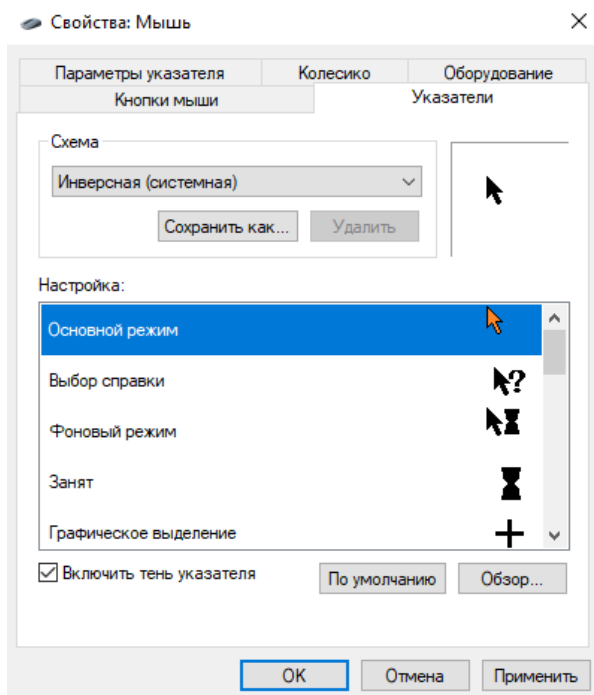 Свойства: Мышь
Параметры указателя Колесико Оборудование
Кнопки мыши Указатели
Схема
Инверсная (системная)
Сохранить как... Удалить
Настройка:
Основной режим
Выбор справки
Фоновый режим
Занят
Графическое выделение
Включить тень указателя По умолчанию Обзор...
OK Отмена Применить